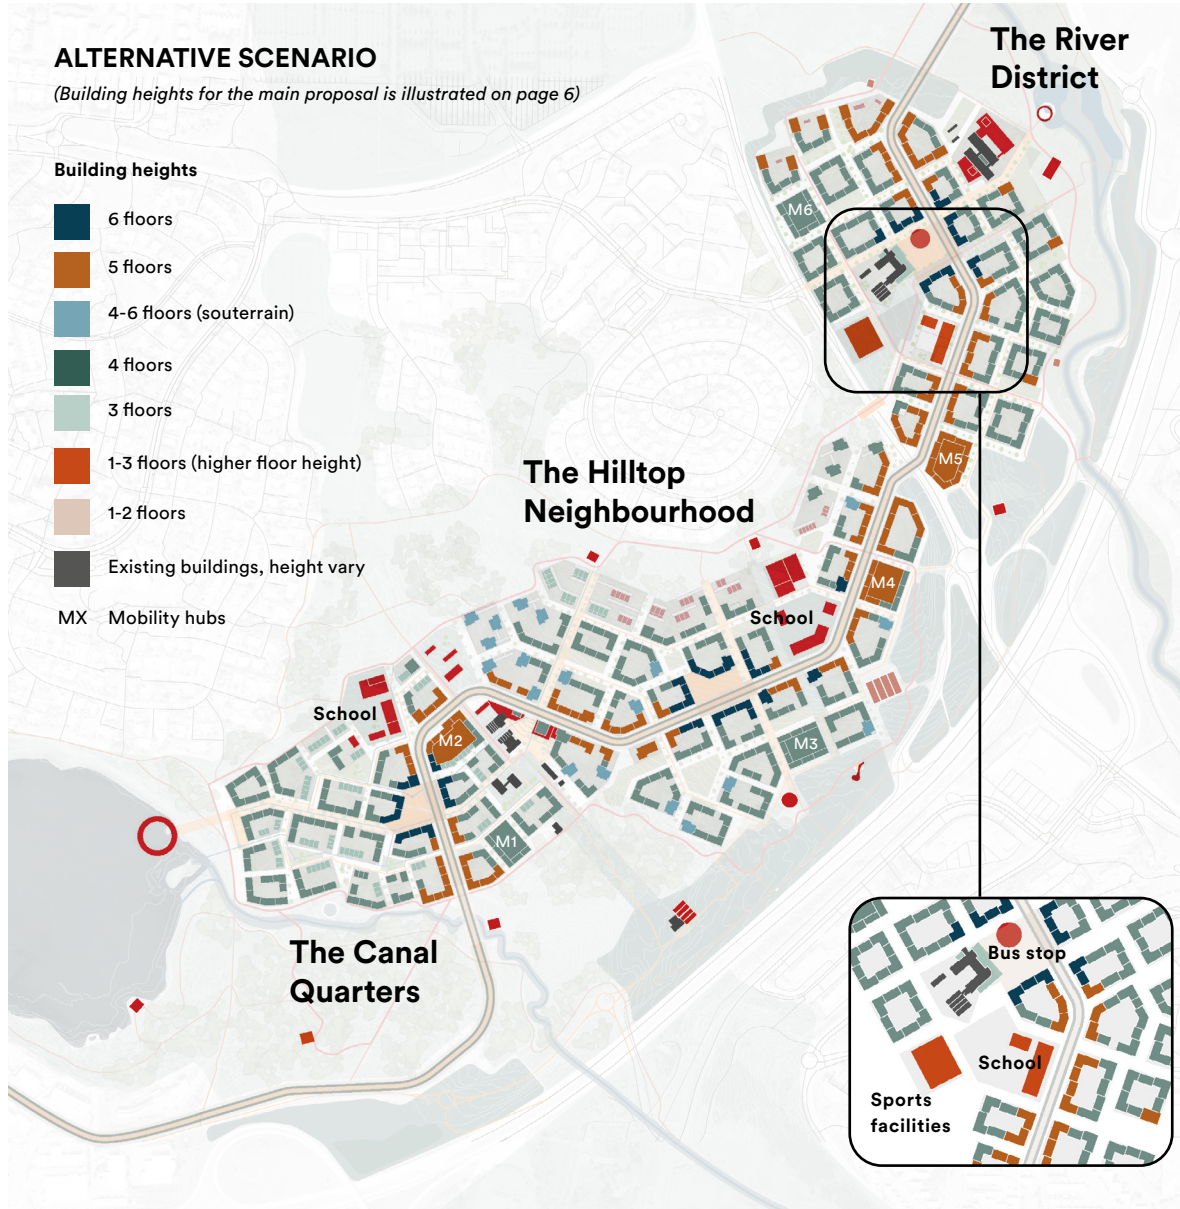 ALTERNATIVE SCENARIO
(Building heights for the main proposal is illustrated on page 6)
The River
District
Building heights
6 floors
5 floors
4-6 floors (souterrain)
4 floors
3 floors
1-3 floors (higher floor height)
1-2 floors
Existing buildings, height vary
MX Mobility hubs
M6
M5
The Hilltop
Neighbourhood
M4
School
School
M2
M3
M1
The Canal
Quarters
Bus stop
School
Sports
facilities